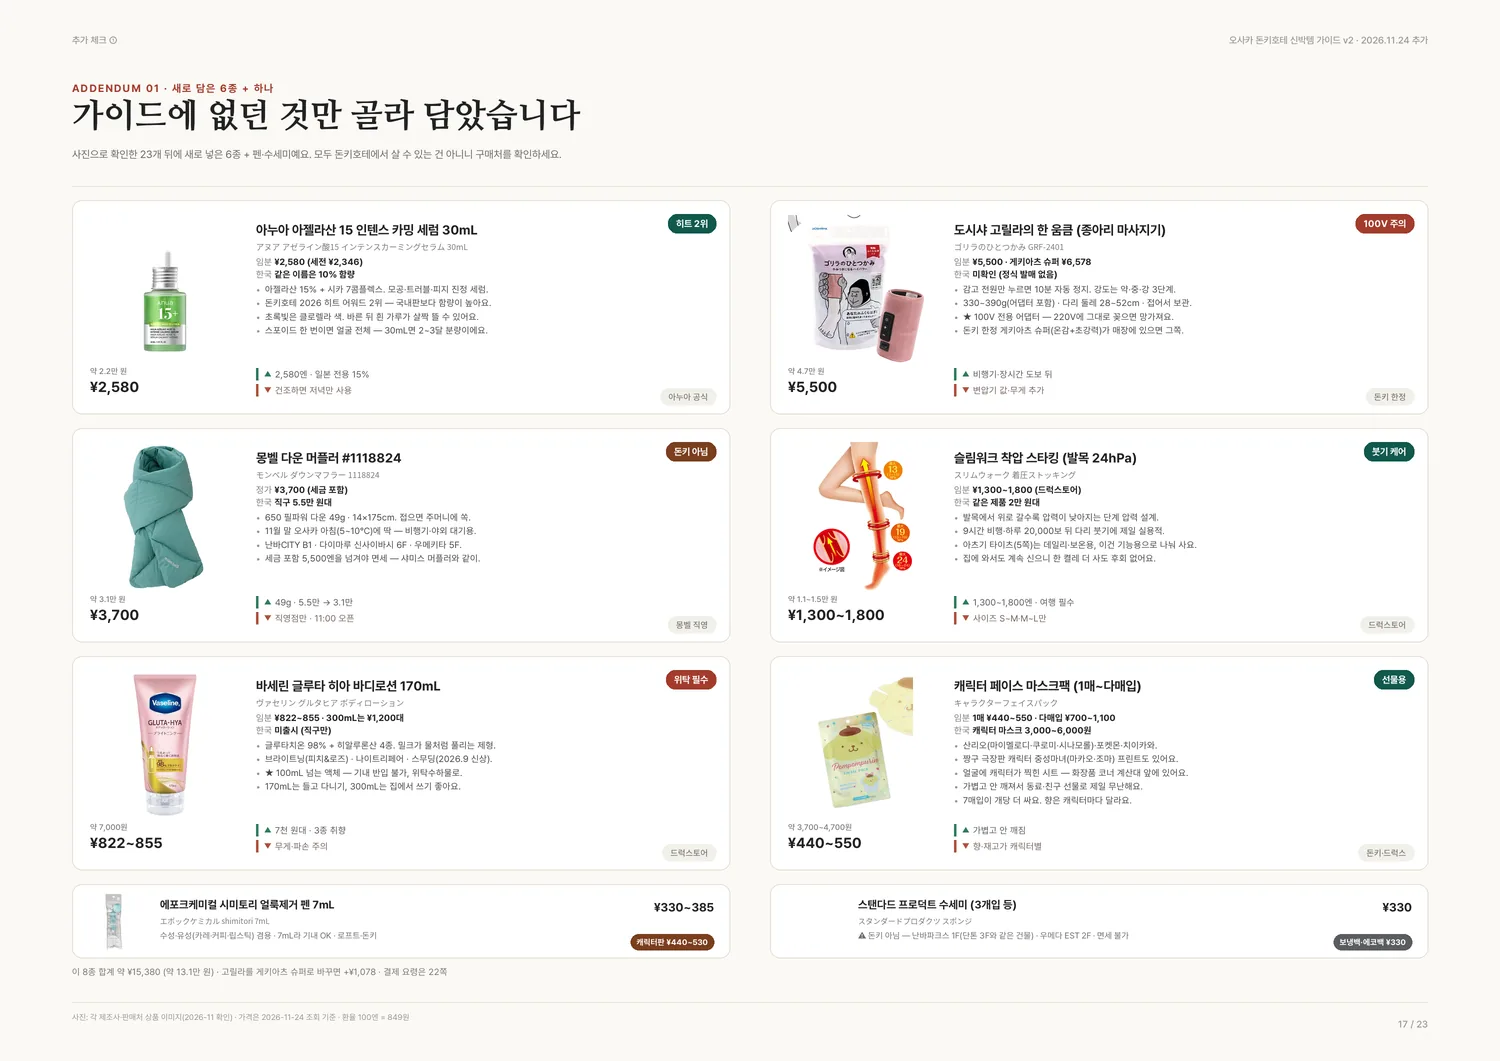 추가 체크 ①
오사카 돈키호테 신박템 가이드 v2 · 2026.11.24 추가
ADDENDUM 01 · 새로 담은 6종 + 하나
가이드에 없던 것만 골라 담았습니다
사진으로 확인한 23개 뒤에 새로 넣은 6종 + 펜·수세미예요. 모두 돈키호테에서 살 수 있는 건 아니니 구매처를 확인하세요.
아누아 아젤라산 15 인텐스 카밍 세럼 30mL
히트 2위
アヌア アゼライン酸15 インテンスカーミングセラム 30mL
일본 ¥2,580 (세전 ¥2,346)
한국 같은 이름은 10% 함량
• 아젤라산 15% + 시카 7콤플렉스. 모공·트러블·피지 진정 세럼.
• 돈키호테 2026 히트 어워드 2위 — 국내판보다 함량이 높아요.
• 초록빛은 클로렐라 색. 바른 뒤 흰 가루가 살짝 뜰 수 있어요.
• 스포이드 한 번이면 얼굴 전체 — 30mL면 2~3달 분량이에요.
약 2.2만 원
¥2,580
▲ 2,580엔 · 일본 전용 15%
▼ 건조하면 저녁만 사용
아누아 공식
도시사 고릴라의 한 움큼 (종아리 마사지기)
100V 주의
ゴリラのひとつかみ GRF-2401
일본 ¥5,500 · 게키아츠 슈퍼 ¥6,578
한국 미확인 (정식 발매 없음)
• 감고 전원만 누르면 10분 자동 정지. 강도는 약·중·강 3단계.
• 330~390g(어댑터 포함) · 다리 둘레 28~52cm · 접어서 보관.
• ★ 100V 전용 어댑터 — 220V에 그대로 꽂으면 망가져요.
• 돈키 한정 게키아츠 슈퍼(온감+초강력)가 매장에 있으면 그쪽.
ゴリラのひとつかみ
약 4.7만 원
¥5,500
▲ 비행기·장시간 도보 뒤
▼ 변압기 값·무게 추가
돈키 한정
몽벨 다운 머플러 #1118824
돈키 아님
モンベル ダウンマフラー 1118824
정가 ¥3,700 (세금 포함)
한국 직구 5.5만 원대
• 650 필파워 다운 49g · 14×175cm. 접으면 주머니에 쏙.
• 11월 말 오사카 아침(5~10°C)에 딱 — 비행기·야외 대기용.
• 난바CITY B1 · 다이마루 신사이바시 6F · 우메키타 5F.
• 세금 포함 5,500엔을 넘겨야 면세 — 샤미스 머플러와 같이.
약 3.1만 원
¥3,700
▲ 49g · 5.5만 → 3.1만
▼ 직영점만 · 11:00 오픈
몽벨 직영
슬림워크 착압 스타킹 (발목 24hPa)
붓기 케어
スリムウォーク 着圧ストッキング
일본 ¥1,300~1,800 (드럭스토어)
한국 같은 제품 2만 원대
• 발목에서 위로 갈수록 압력이 낮아지는 단계 압력 설계.
• 9시간 비행·하루 20,000보 뒤 다리 붓기에 제일 실용적.
• 아츠기 타이츠(5쪽)는 데일리·보온용, 이건 기능용으로 나눠 사요.
• 집에 와서도 계속 신으니 한 켤레 더 사도 후회 없어요.
13
19
24
※イメージ図
약 1.1~1.5만 원
¥1,300~1,800
▲ 1,300~1,800엔 · 여행 필수
▼ 사이즈 S~M·M~L만
드럭스토어
바세린 글루타 히아 바디로션 170mL
위탁 필수
ヴァセリン グルタヒア ボディローション
일본 ¥822~855 · 300mL는 ¥1,200대
한국 미출시 (직구만)
• 글루타치온 98% + 히알루론산 4종. 밀크가 물처럼 풀리는 제형.
• 브라이트닝(피치&로즈) · 나이트리페어 · 스무딩(2026.9 신상).
• ★ 100mL 넘는 액체 — 기내 반입 불가, 위탁수하물로.
• 170mL는 들고 다니기, 300mL는 집에서 쓰기 좋아요.
Vaseline.
GLUTA-HYA
약 7,000원
¥822~855
▲ 7천 원대 · 3종 취향
▼ 무게·파손 주의
드럭스토어
캐릭터 페이스 마스크팩 (1매~다매입)
선물용
キャラクターフェイスパック
일본 1매 ¥440~550 · 다매입 ¥700~1,100
한국 캐릭터 마스크 3,000~6,000원
• 산리오(마이멜로디·쿠로미·시나모롤)·포켓몬·치이카와.
• 짱구 극장판 캐릭터 중성마녀(마카오·조마) 프린트도 있어요.
• 얼굴에 캐릭터가 찍힌 시트 — 화장품 코너 계산대 앞에 있어요.
• 가볍고 안 깨져서 동료·친구 선물로 제일 무난해요.
• 7매입이 개당 더 싸요. 향은 캐릭터마다 달라요.
Pompompurin
약 3,700~4,700원
¥440~550
▲ 가볍고 안 깨짐
▼ 향·재고가 캐릭터별
돈키·드럭스
에포크케미컬 시미토리 얼룩제거 펜 7mL
¥330~385
エポックケミカル shimitori 7mL
수성·유성(카레·커피·립스틱) 겸용 · 7mL라 기내 OK · 로프트·돈키
캐릭터판 ¥440~530
스탠다드 프로덕트 수세미 (3개입 등)
¥330
スタンダードプロダクツ スポンジ
⚠ 돈키 아님 — 난바파크스 1F(단톤 3F와 같은 건물) · 우메다 EST 2F · 면세 불가
보냉백·에코백 ¥330
이 8종 합계 약 ¥15,380 (약 13.1만 원) · 고릴라를 게키아츠 슈퍼로 바꾸면 +¥1,078 · 결제 요령은 22쪽
사진: 각 제조사·판매처 상품 이미지(2026-11 확인) · 가격은 2026-11-24 조회 기준 · 환율 100엔 = 849원
17 / 23